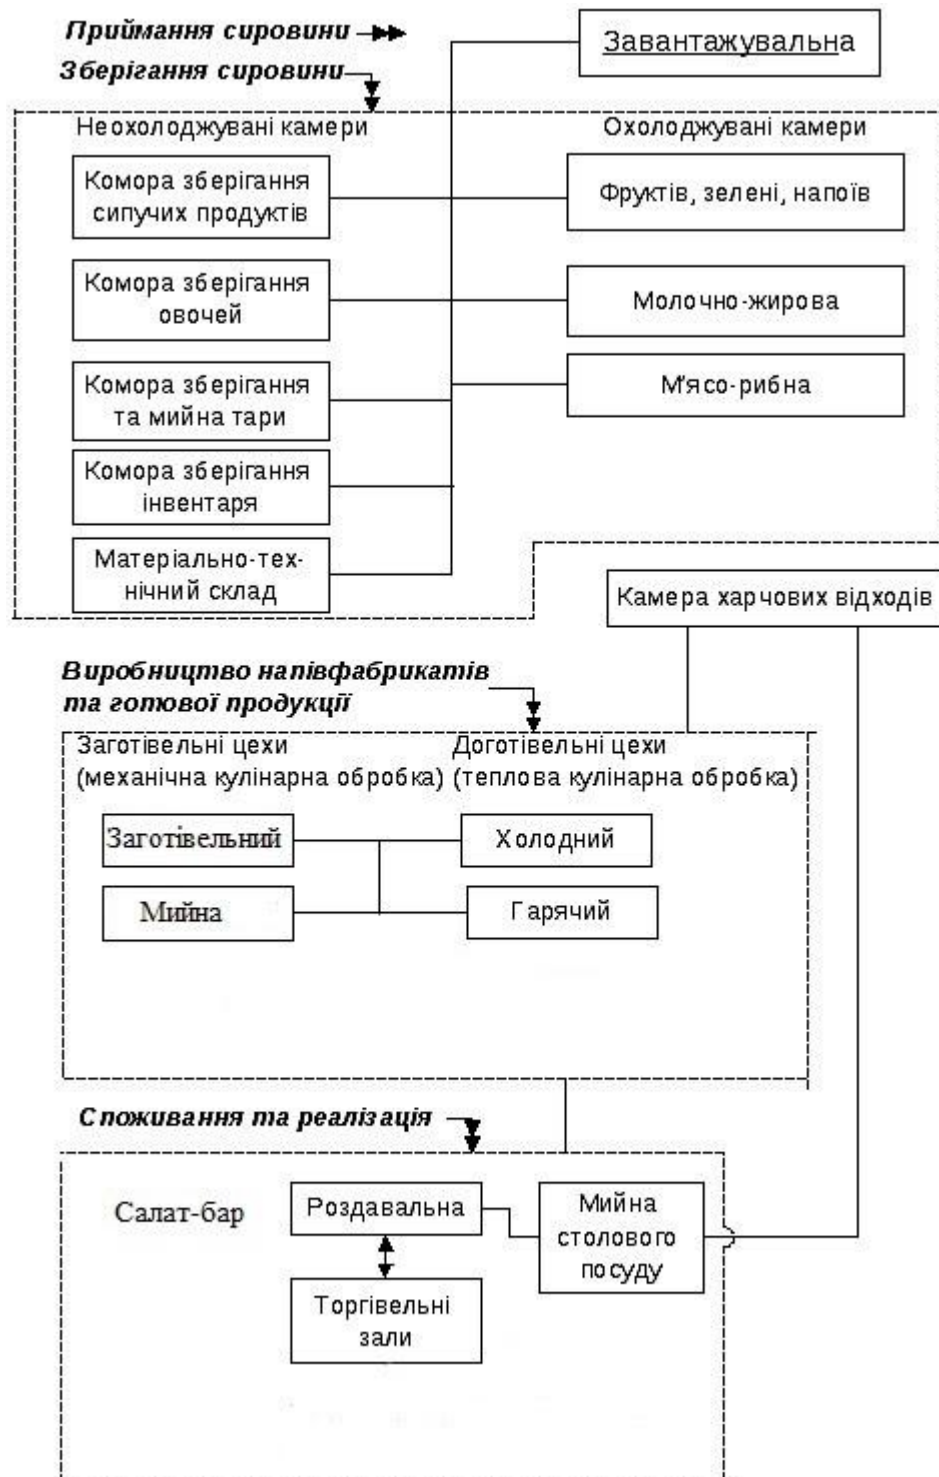 Приймання сировини
Завантажувальна
Зберігання сировини
Неохолоджувані камери
Охолоджувані камери
Комора зберігання
сипучих продуктів
Фруктів, зелені, напоїв
Комора зберігання
овочей
Молочно-жирова
Комора зберігання
та мийна тари
М'ясо-рибна
Комора зберігання
інвентаря
Матеріально-тех-
нічний склад
Камера харчових відходів
Виробництво напівфабрикатів
та готової продукції
Заготівельні цехи
(механічна кулінарна обробка)
Доготівельні цехи
(теплова кулінарна обробка)
Заготівельний
Холодний
Мийна
Гарячий
Споживання та реалізація
Салат-бар
Роздавальна
Мийна
столового
посуду
Торгівельні
зали